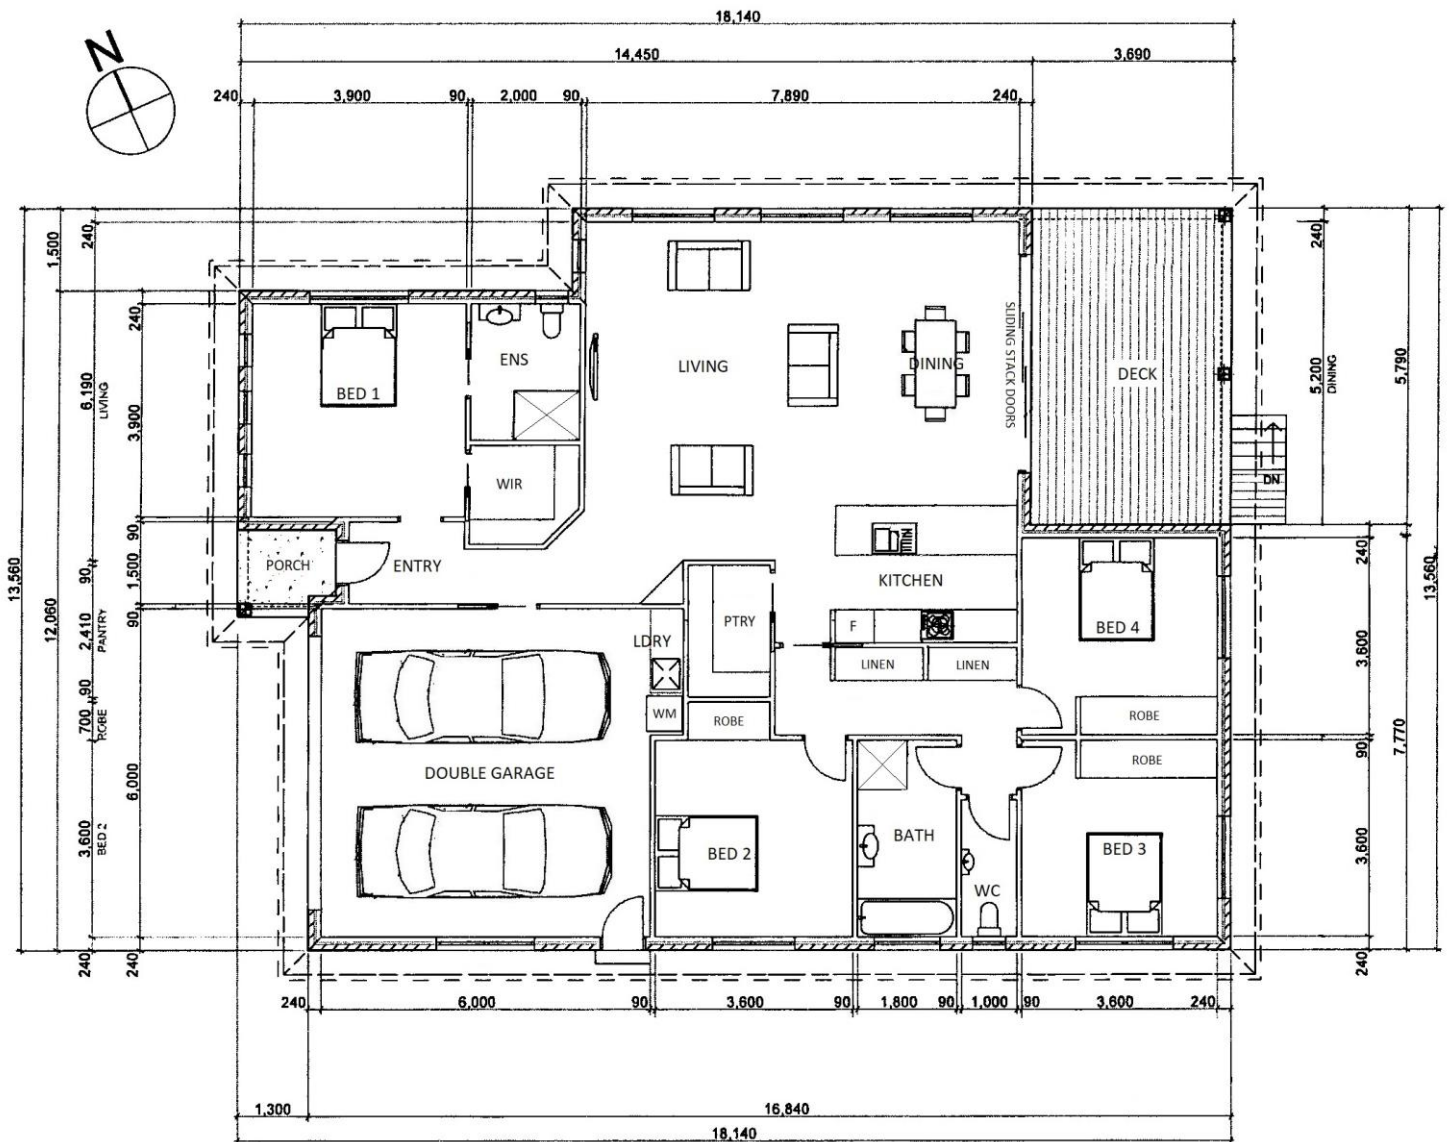 18,140
14,450
3,690
N
240
3,900
90
2,000
90
7,890
240
13,560
1,500
12,060
240
6,190
LIVING
90
2,410
PANTRY
90
700
ROBE
3,600
BED 2
240
240
3,900
90
1,500
90
6,000
240
BED 1
ENS
WIR
LIVING
DINING
SLIDING STACK DOORS
DECK
DN
PORCH
ENTRY
KITCHEN
F
LDRY
PTRY
LINEN
LINEN
WM
ROBE
BED 4
ROBE
ROBE
DOUBLE GARAGE
BED 2
BATH
WC
BED 3
240
5,200
DINING
5,790
240
3,600
90
3,600
240
7,770
13,560
240
6,000
90
3,600
90
1,800
90
1,000
90
3,600
240
1,300
16,840
18,140